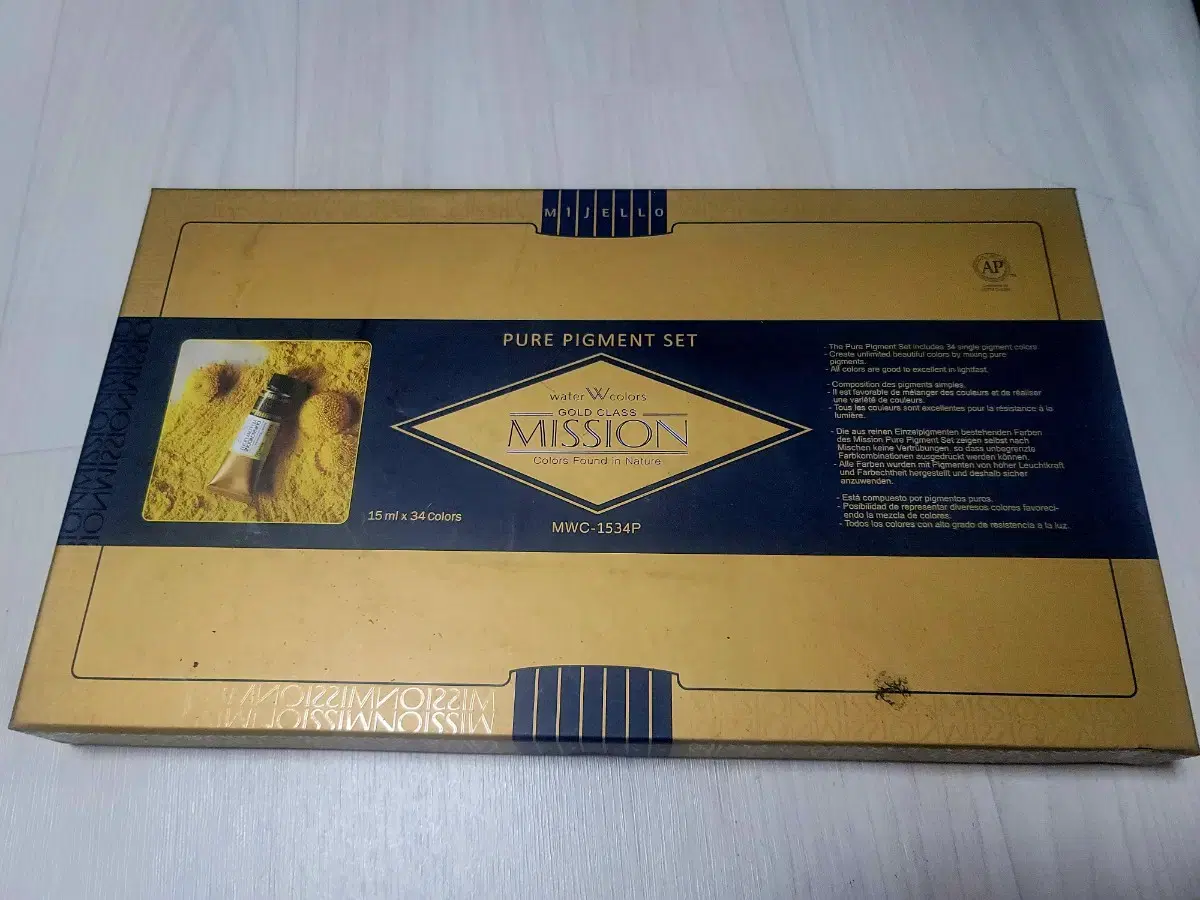 MIJELLO
AP
PURE PIGMENT SET
water W colors
GOLD CLASS
MISSION
Colors Found in Nature
MWC-1534P
15 ml x 34 Colors
- The Pure Pigment Set includes 34 single pigment colors.
- Create unlimited beautiful colors by mixing pure
pigments.
- All colors are good to excellent in lightfast.
- Composition des pigments simples.
- Il est favorable de mélanger des couleurs et de réaliser
une variété de couleurs.
- Tous les couleurs sont excellentes pour la résistance à la
lumière.
- Die aus reinen Einzelpigmenten bestehenden Farben
des Mission Pure Pigment Set zeigen selbst nach
Mischen keine Vertrübungen, so dass unbegrenzte
Farbkombinationen ausgedruckt werden können.
- Alle Farben wurden mit Pigmenten von hoher Leuchtkraft
und Farbechtheit hergestellt und deshalb sicher
anzuwenden.
- Está compuesto por pigmentos puros.
- Posibilidad de representar diveresos colores favoreci-
endo la mezcla de colores.
- Todos los colores con alto grado de resistencia a la luz.
MISSIONMISSIONMISSION